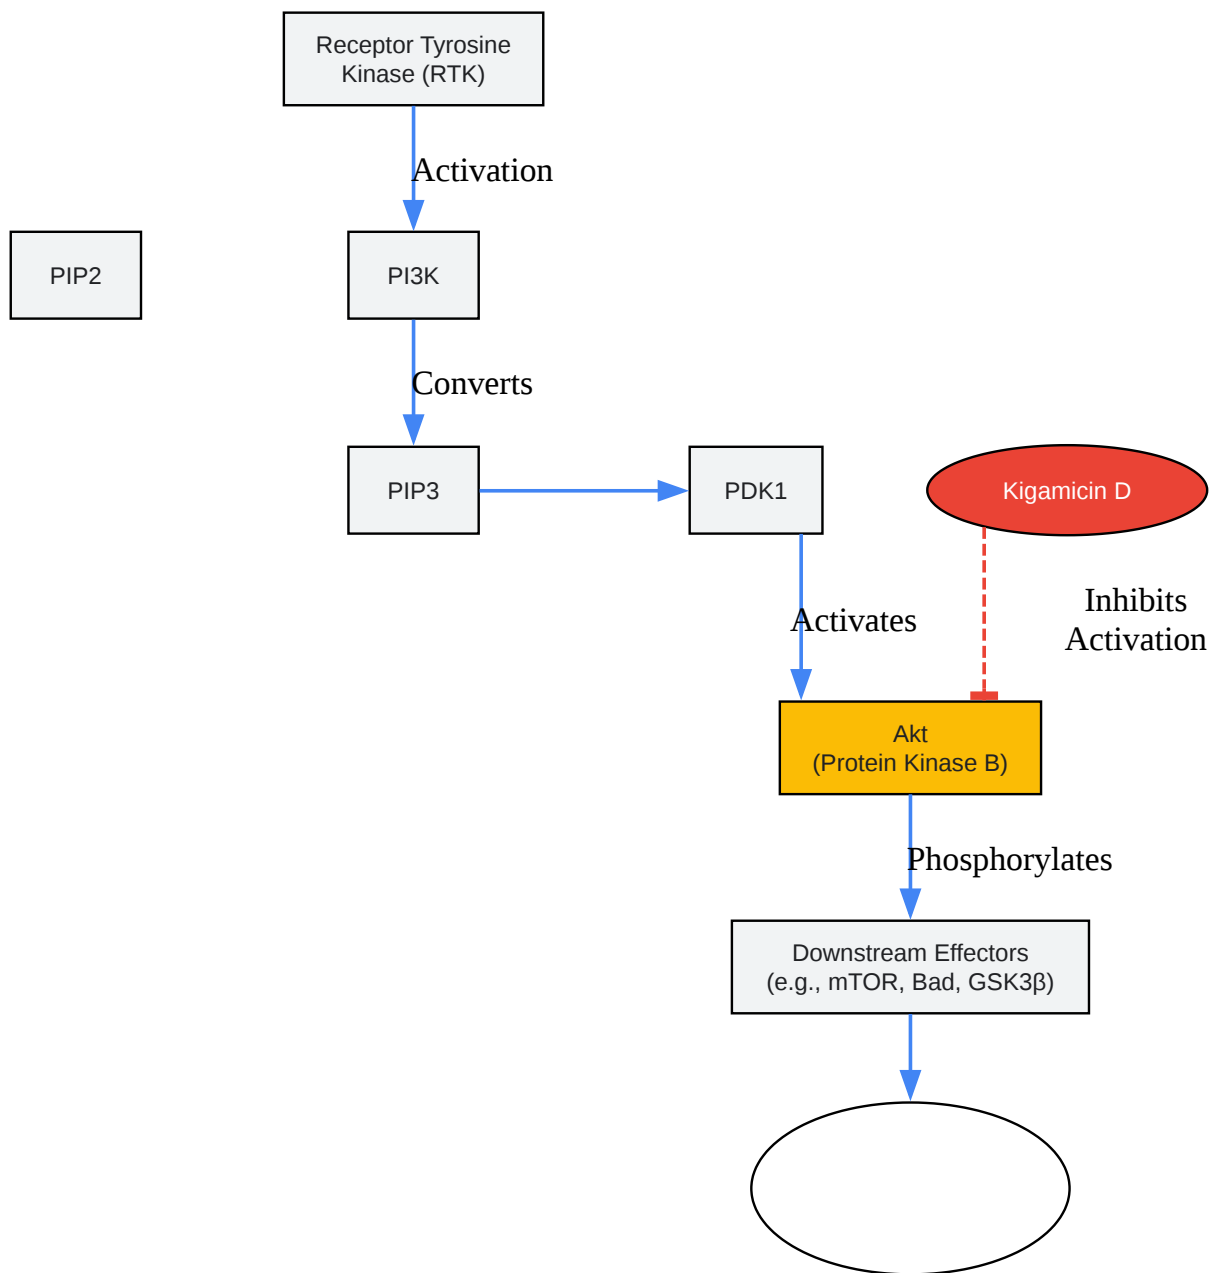 Receptor Tyrosine
Kinase (RTK)
Activation
PIP2
PI3K
Converts
PIP3
PDK1
Kigamicin D
Activates
Inhibits
Activation
Akt
(Protein Kinase B)
Phosphorylates
Downstream Effectors
(e.g., mTOR, Bad, GSK3β)